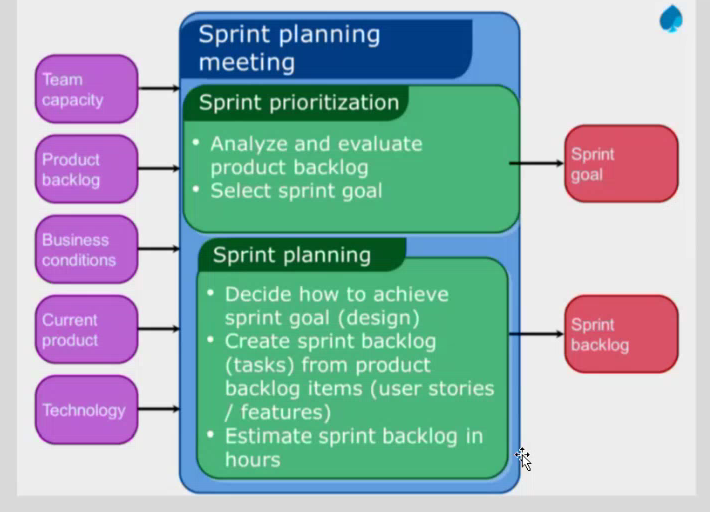 Sprint planning
meeting
Team
capacity
Product
backlog
Business
conditions
Current
product
Technology
Sprint prioritization
• Analyze and evaluate
product backlog
• Select sprint goal
Sprint planning
• Decide how to achieve
sprint goal (design)
• Create sprint backlog
(tasks) from product
backlog items (user stories
/ features)
• Estimate sprint backlog in
hours
Sprint
goal
Sprint
backlog